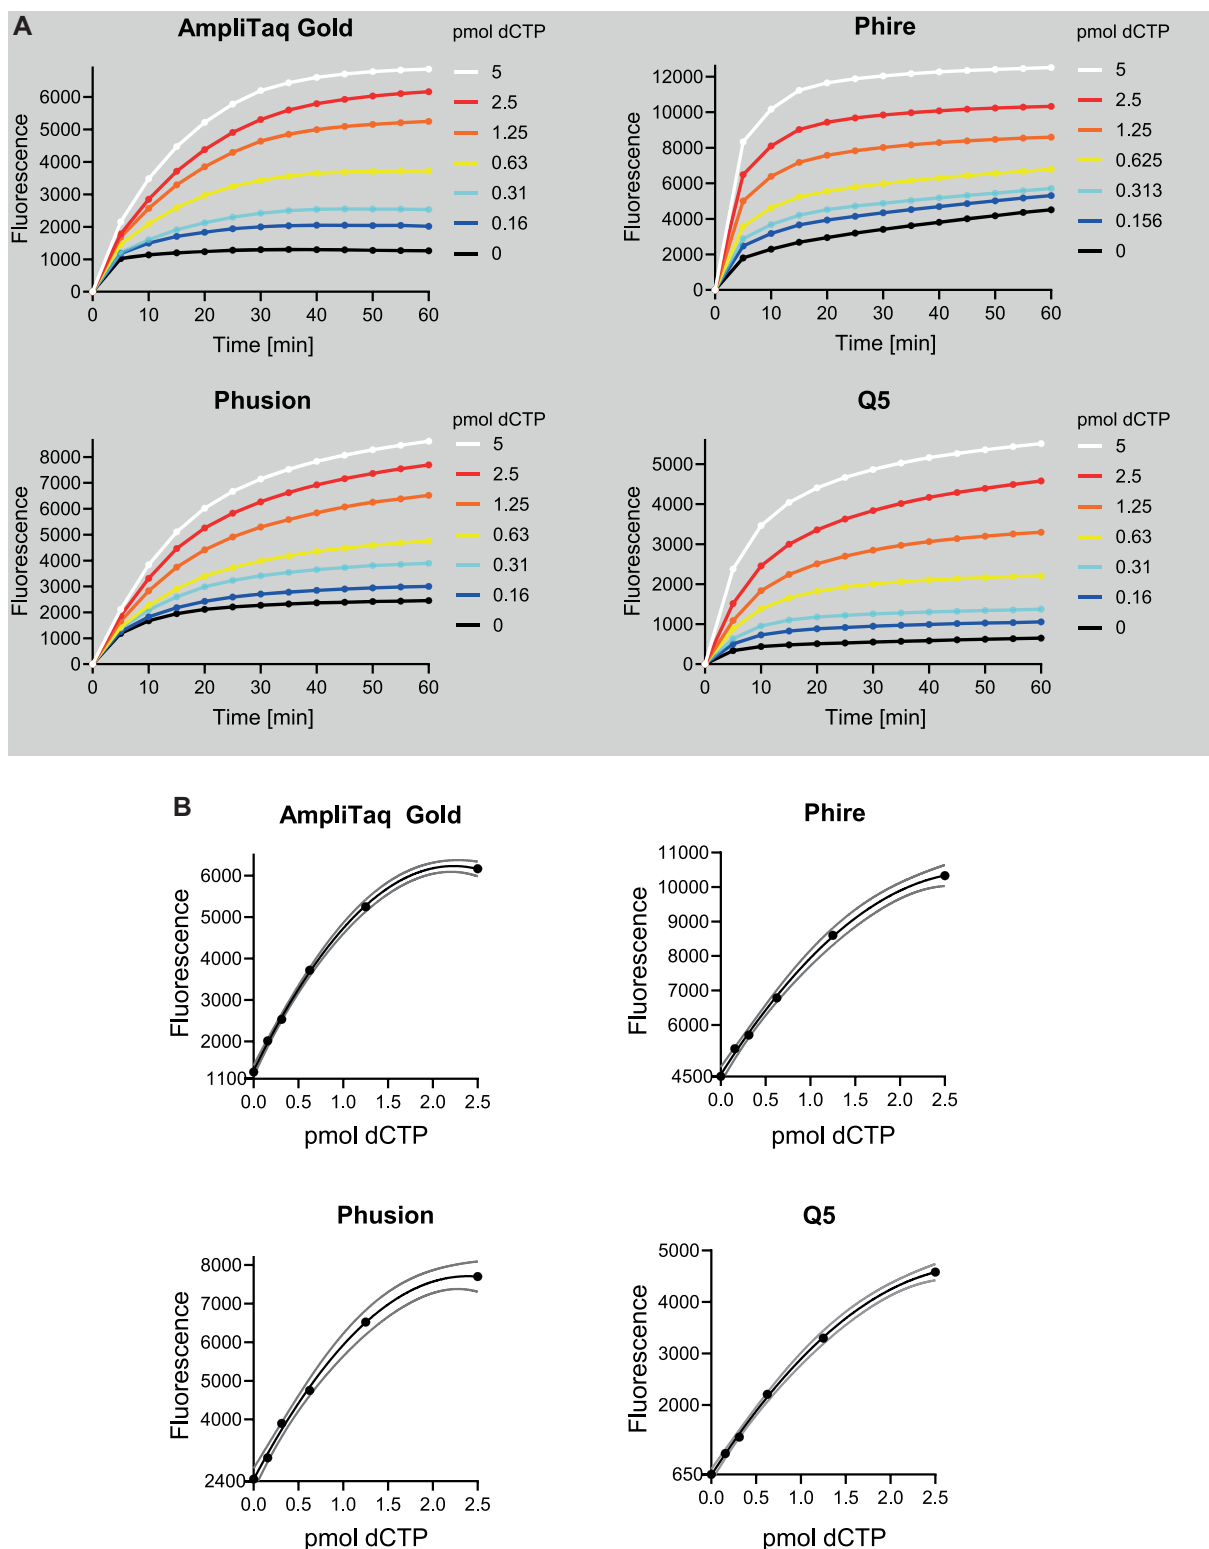 A
AmpliTaq Gold
pmol dCTP
Fluorescence
6000
5000
4000
3000
2000
1000
0
0 10 20 30 40 50 60
Time [min]
5
2.5
1.25
0.63
0.31
0.16
0
Phire
pmol dCTP
Fluorescence
12000
10000
8000
6000
4000
2000
0
0 10 20 30 40 50 60
Time [min]
5
2.5
1.25
0.625
0.313
0.156
0
Phusion
pmol dCTP
Fluorescence
8000
7000
6000
5000
4000
3000
2000
1000
0
0 10 20 30 40 50 60
Time [min]
5
2.5
1.25
0.63
0.31
0.16
0
Q5
pmol dCTP
Fluorescence
5000
4000
3000
2000
1000
0
0 10 20 30 40 50 60
Time [min]
5
2.5
1.25
0.63
0.31
0.16
0
B
AmpliTaq Gold
Fluorescence
6000
5000
4000
3000
2000
1100
0.0 0.5 1.0 1.5 2.0 2.5
pmol dCTP
Phire
Fluorescence
11000
10000
9000
8000
7000
6000
4500
0.0 0.5 1.0 1.5 2.0 2.5
pmol dCTP
Phusion
Fluorescence
8000
7000
6000
5000
4000
2400
0.0 0.5 1.0 1.5 2.0 2.5
pmol dCTP
Q5
Fluorescence
5000
4000
3000
2000
650
0.0 0.5 1.0 1.5 2.0 2.5
pmol dCTP